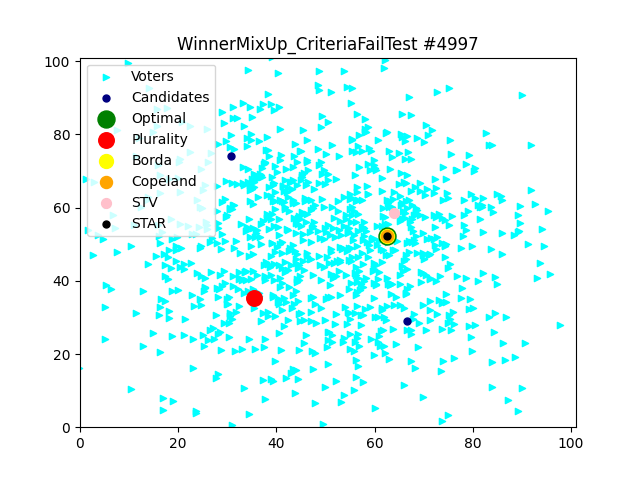 WinnerMixUp_CriteriaFailTest #4997
100
80
60
40
20
0
0 20 40 60 80 100
Voters
Candidates
Optimal
Plurality
Borda
Copeland
STV
STAR